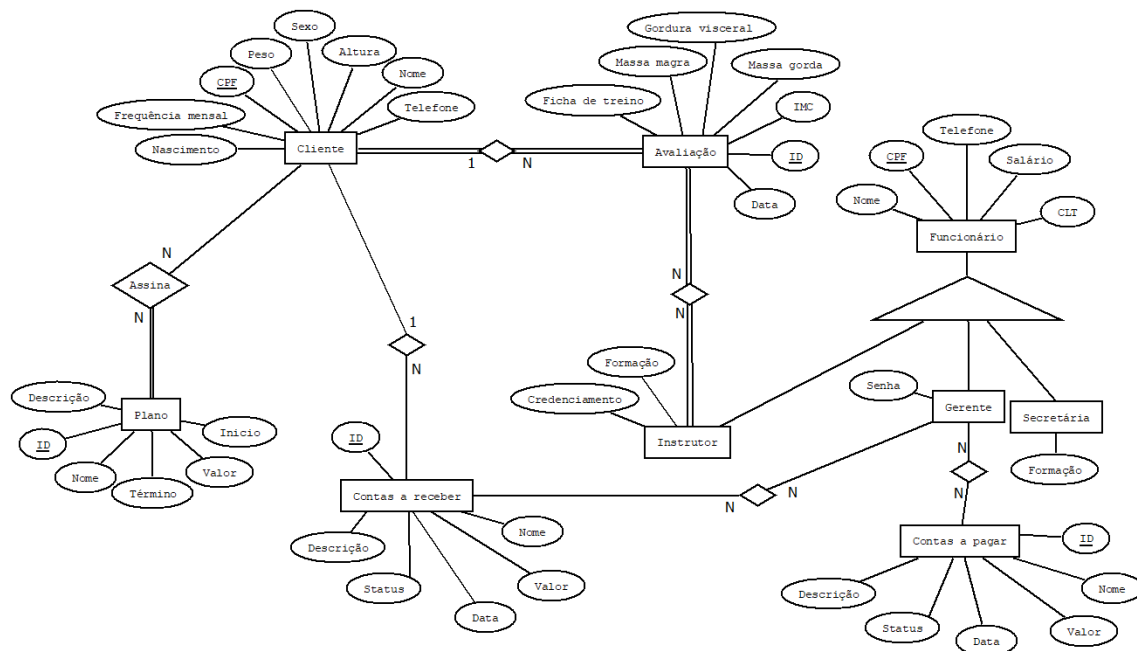 Sexo
Peso
Altura
CPF
Nome
Frequência mensal
Telefone
Nascimento
Cliente
1
N
Gordura visceral
Massa magra
Massa gorda
Ficha de treino
IMC
Avaliação
ID
Data
Telefone
CPF
Salário
Nome
CLT
Funcionário
N
Assina
N
N
N
1
N
Descrição
Plano
Inicio
ID
Nome
Valor
Término
Formação
Credenciamento
Instrutor
Senha
Gerente
Secretária
Formação
N
N
ID
Contas a receber
N
N
Nome
Descrição
Status
Valor
Data
Contas a pagar
ID
Descrição
Nome
Status
Valor
Data